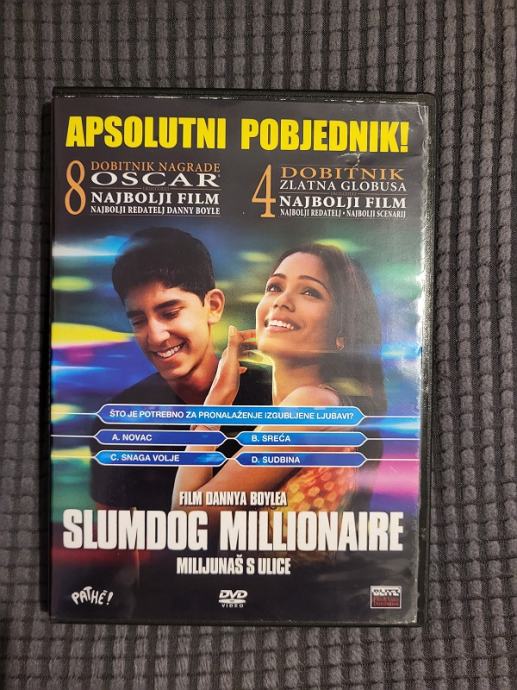 APSOLUTNI POBJEDNIK!
8
DOBITNIK NAGRADE
OSCAR
NAJBOLJI FILM
NAJBOLJI REDATELJ DANNY BOYLE
4
DOBITNIK
ZLATNA GLOBUSA
NAJBOLJI FILM
NAJBOLJI REDATELJ • NAJBOLJI SCENARIJ
ŠTO JE POTREBNO ZA PRONALAŽENJE IZGUBLJENE LJUBAVI?
A. NOVAC
B. SREĆA
C. SNAGA VOLJE
D. SUDBINA
FILM DANNYA BOYLEA
SLUMDOG MILLIONAIRE
MILIJUNAŠ S ULICE
PATHÉ!
DVD
VIDEO
BLITZ